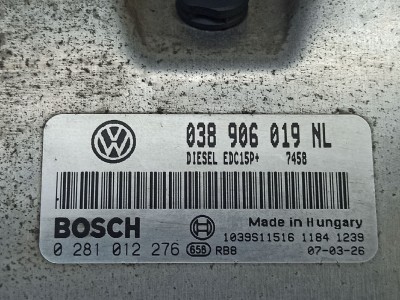 038 906 019 NL
DIESEL EDC15P+ 7458
BOSCH
Made in Hungary
1039S11516 1184 1239
0 281 012 276 658 RB8 07-03-26